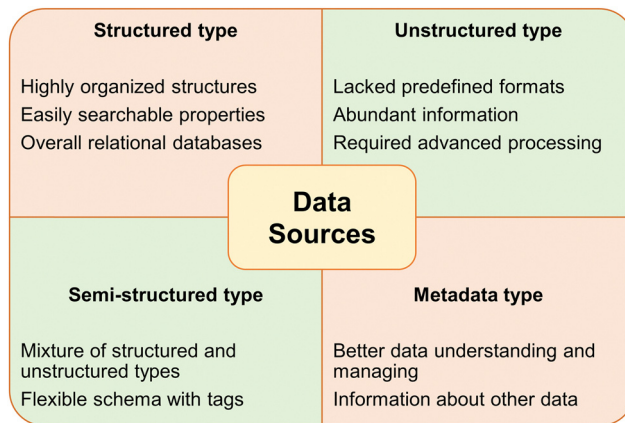 Structured type
Highly organized structures
Easily searchable properties
Overall relational databases
Unstructured type
Lacked predefined formats
Abundant information
Required advanced processing
Data
Sources
Semi-structured type
Mixture of structured and
unstructured types
Flexible schema with tags
Metadata type
Better data understanding and
managing
Information about other data